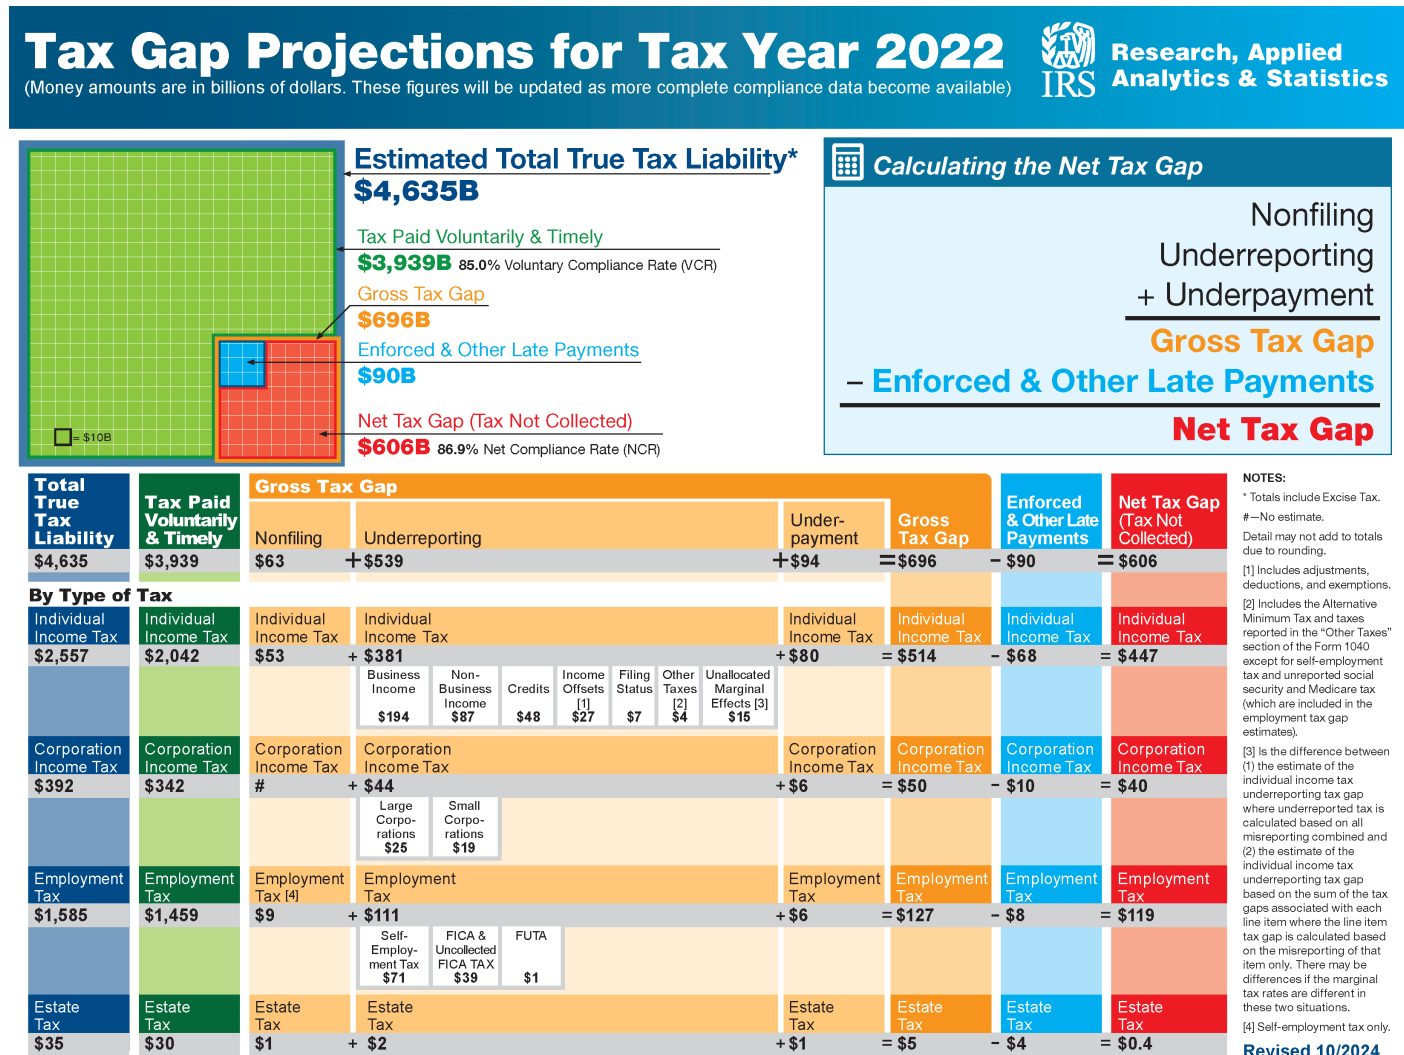 Tax Gap Projections for Tax Year 2022
(Money amounts are in billions of dollars. These figures will be updated as more complete compliance data become available)
IRS
Research, Applied
Analytics & Statistics
Estimated Total True Tax Liability*
$4,635B
Tax Paid Voluntarily & Timely
$3,939B 85.0% Voluntary Compliance Rate (VCR)
Gross Tax Gap
$696B
Enforced & Other Late Payments
$90B
Net Tax Gap (Tax Not Collected)
$606B 86.9% Net Compliance Rate (NCR)
= $10B
Calculating the Net Tax Gap
Nonfiling
Underreporting
+ Underpayment
Gross Tax Gap
– Enforced & Other Late Payments
Net Tax Gap
Total
True
Tax
Liability
Tax Paid
Voluntarily
& Timely
Gross Tax Gap
Nonfiling
Underreporting
Under-
payment
Gross
Tax Gap
Enforced
& Other Late
Payments
Net Tax Gap
(Tax Not
Collected)
$4,635 $3,939 $63 + $539 + $94 = $696 - $90 = $606
By Type of Tax
Individual Individual Individual Individual Individual Individual Individual Individual
Income Tax Income Tax Income Tax Income Tax Income Tax Income Tax Income Tax Income Tax
$2,557 $2,042 $53 + $381 + $80 = $514 - $68 = $447
Business
Income
$194
Non-
Business
Income
$87
Credits
$48
Income
Offsets
[1]
$27
Filing
Status
$7
Other
Taxes
[2]
$4
Unallocated
Marginal
Effects [3]
$15
Corporation Corporation Corporation Corporation Corporation Corporation Corporation Corporation
Income Tax Income Tax Income Tax Income Tax Income Tax Income Tax Income Tax Income Tax
$392 $342 # + $44 + $6 = $50 - $10 = $40
Large
Corpo-
rations
$25
Small
Corpo-
rations
$19
Employment Employment Employment Employment Employment Employment Employment Employment
Tax Tax Tax [4] Tax Tax Tax Tax Tax
$1,585 $1,459 $9 + $111 + $6 = $127 - $8 = $119
Self-
Employ-
ment Tax
$71
FICA &
Uncollected
FICA TAX
$39
FUTA
$1
Estate Estate Estate Estate Estate Estate Estate Estate
Tax Tax Tax Tax Tax Tax Tax Tax
$35 $30 $1 + $2 + $1 = $5 - $4 = $0.4
NOTES:
* Totals include Excise Tax.
#—No estimate.
Detail may not add to totals
due to rounding.
[1] Includes adjustments,
deductions, and exemptions.
[2] Includes the Alternative
Minimum Tax and taxes
reported in the “Other Taxes”
section of the Form 1040
except for self-employment
tax and unreported social
security and Medicare tax
(which are included in the
employment tax gap
estimates).
[3] Is the difference between
(1) the estimate of the
individual income tax
underreporting tax gap
where underreported tax is
calculated based on all
misreporting combined and
(2) the estimate of the
individual income tax
underreporting tax gap
based on the sum of the tax
gaps associated with each
line item where the line item
tax gap is calculated based
on the misreporting of that
item only. There may be
differences if the marginal
tax rates are different in
these two situations.
[4] Self-employment tax only.
Revised 10/2024